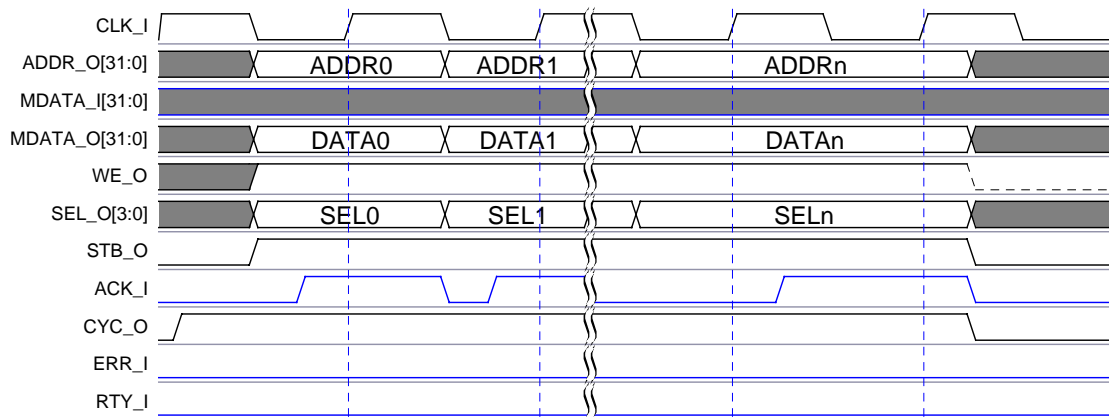 CLK_I
ADDR_O[31:0] ADDR0 ADDR1 ADDRn
MDATA_I[31:0]
MDATA_O[31:0] DATA0 DATA1 DATAn
WE_O
SEL_O[3:0] SEL0 SEL1 SELn
STB_O
ACK_I
CYC_O
ERR_I
RTY_I